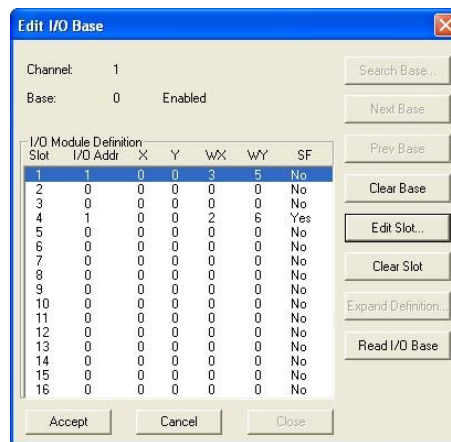 Edit I/O Base
Channel: 1
Base: 0 Enabled
I/O Module Definition
Slot I/O Addr X Y WX WY SF
1 1 0 0 3 5 No
2 0 0 0 0 0 No
3 0 0 0 0 0 No
4 1 0 0 2 6 Yes
5 0 0 0 0 0 No
6 0 0 0 0 0 No
7 0 0 0 0 0 No
8 0 0 0 0 0 No
9 0 0 0 0 0 No
10 0 0 0 0 0 No
11 0 0 0 0 0 No
12 0 0 0 0 0 No
13 0 0 0 0 0 No
14 0 0 0 0 0 No
15 0 0 0 0 0 No
16 0 0 0 0 0 No
Accept Cancel Close
Search Base...
Next Base
Prev Base
Clear Base
Edit Slot...
Clear Slot
Expand Definition...
Read I/O Base